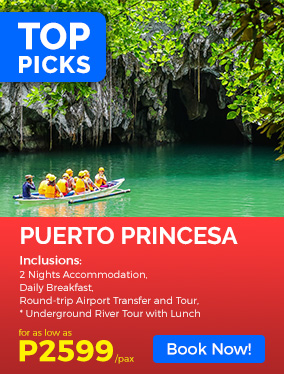 TOP
PICKS
PUERTO PRINCESA
Inclusions:
2 Nights Accommodation,
Daily Breakfast,
Round-trip Airport Transfer and Tour,
* Underground River Tour with Lunch
for as low as
P2599/pax
Book Now!